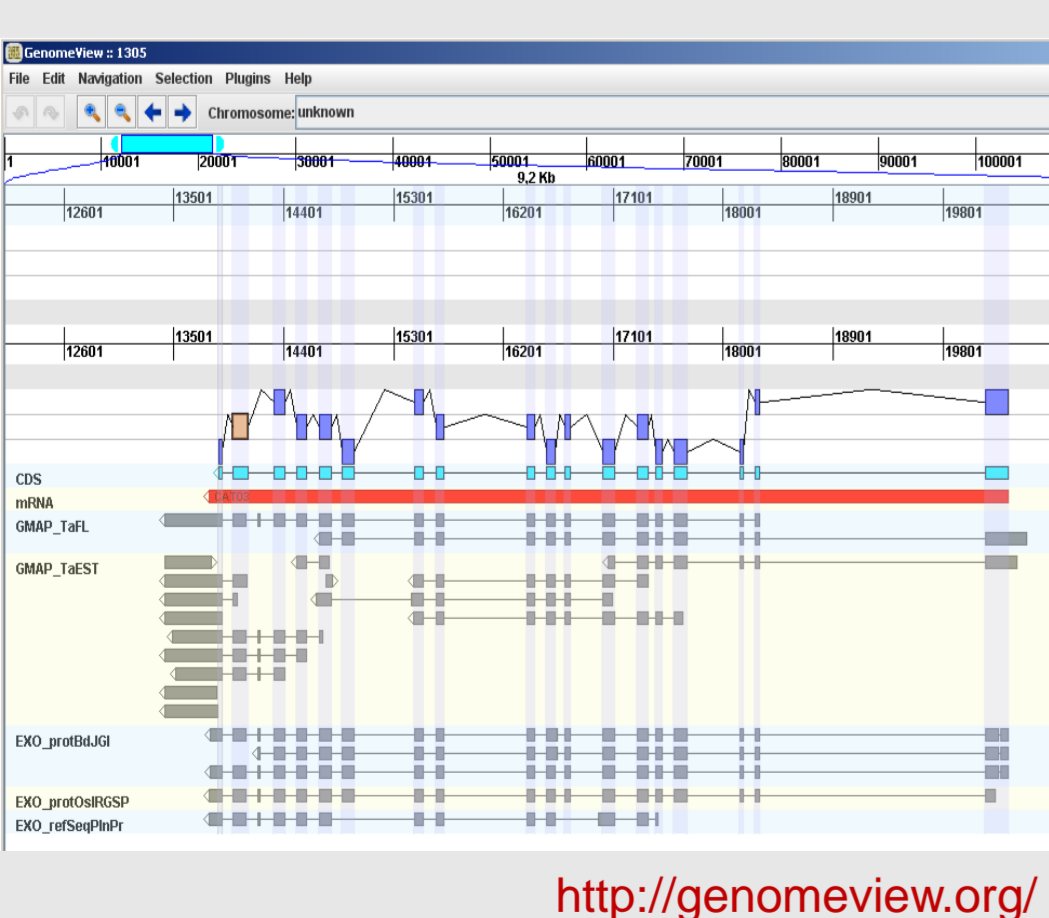 GenomeView :: 1305
File Edit Navigation Selection Plugins Help
Chromosome: unknown
1 10001 20001 30001 40001 50001 60001 70001 80001 90001 100001
9,2 Kb
13501 15301 17101 18901
12601 14401 16201 18001 19801
13501 15301 17101 18901
12601 14401 16201 18001 19801
CDS
mRNA
GMAP_TaFL
GMAP_TaEST
EXO_protBdJGI
EXO_protOsIRGSP
EXO_refSeqPlnPr
http://genomeview.org/